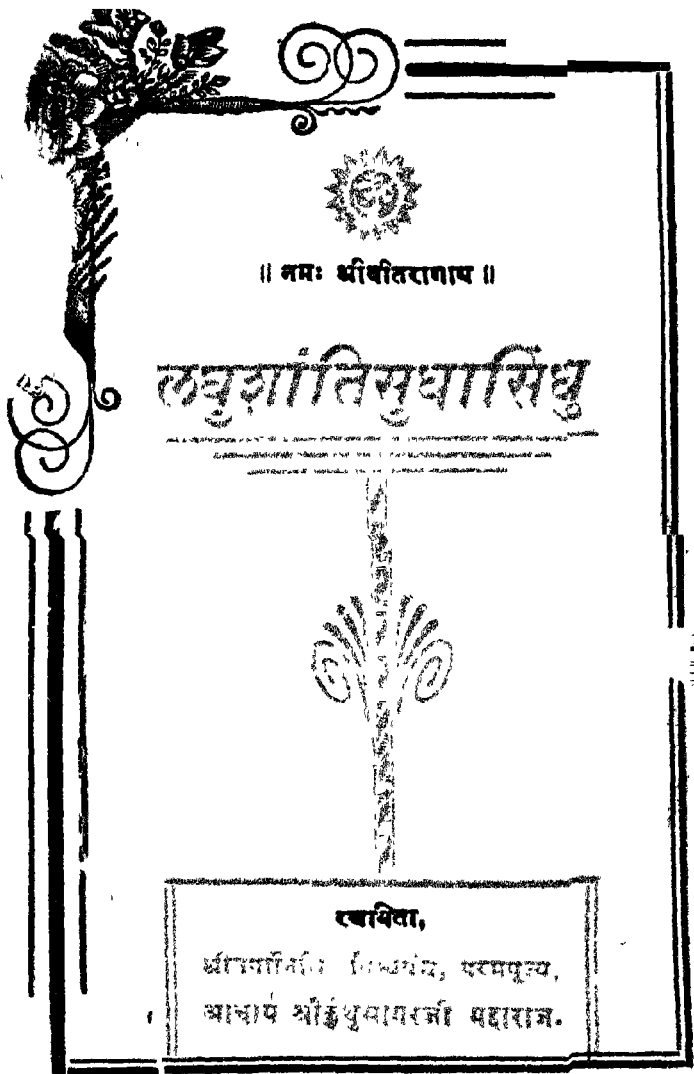 ॐ
॥ नमः श्रीवीतरागाय ॥
लघुशांतिसुधासिंधु
रचयिता,
परमपूज्य,
आचार्य श्रीकुंथुसागरजी महाराज.